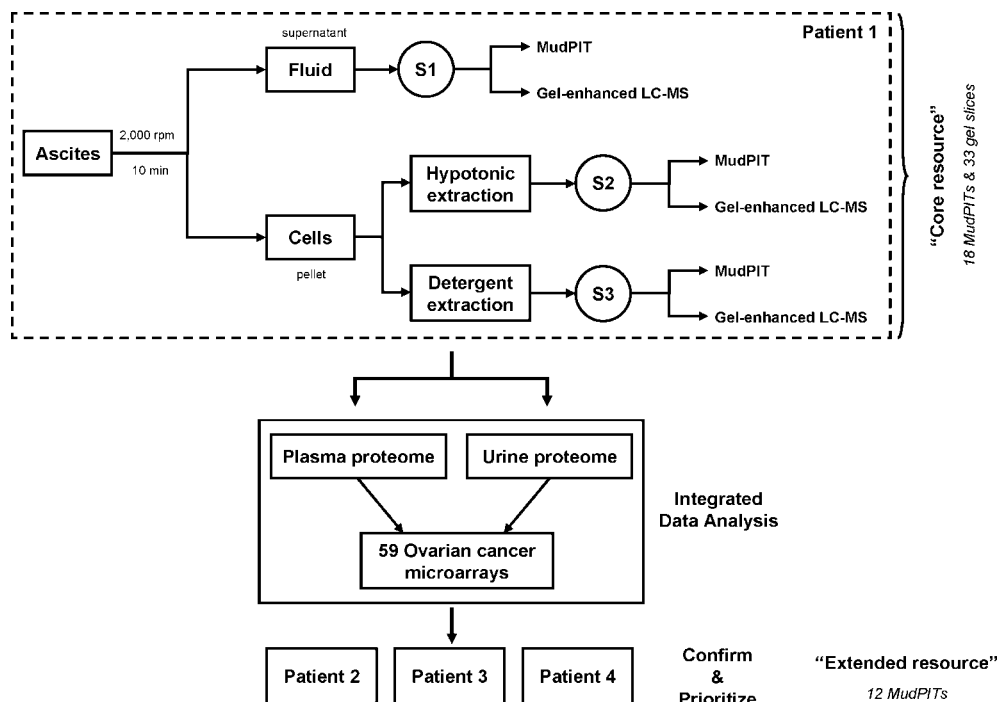 Patient 1
supernatant
Fluid
S1
MudPIT
Gel-enhanced LC-MS
Ascites
2,000 rpm
10 min
Hypotonic
extraction
S2
MudPIT
Gel-enhanced LC-MS
Cells
pellet
Detergent
extraction
S3
MudPIT
Gel-enhanced LC-MS
“Core resource”
18 MudPITs & 33 gel slices
Plasma proteome
Urine proteome
59 Ovarian cancer
microarrays
Integrated
Data Analysis
Patient 2
Patient 3
Patient 4
Confirm
&
Prioritize
“Extended resource”
12 MudPITs